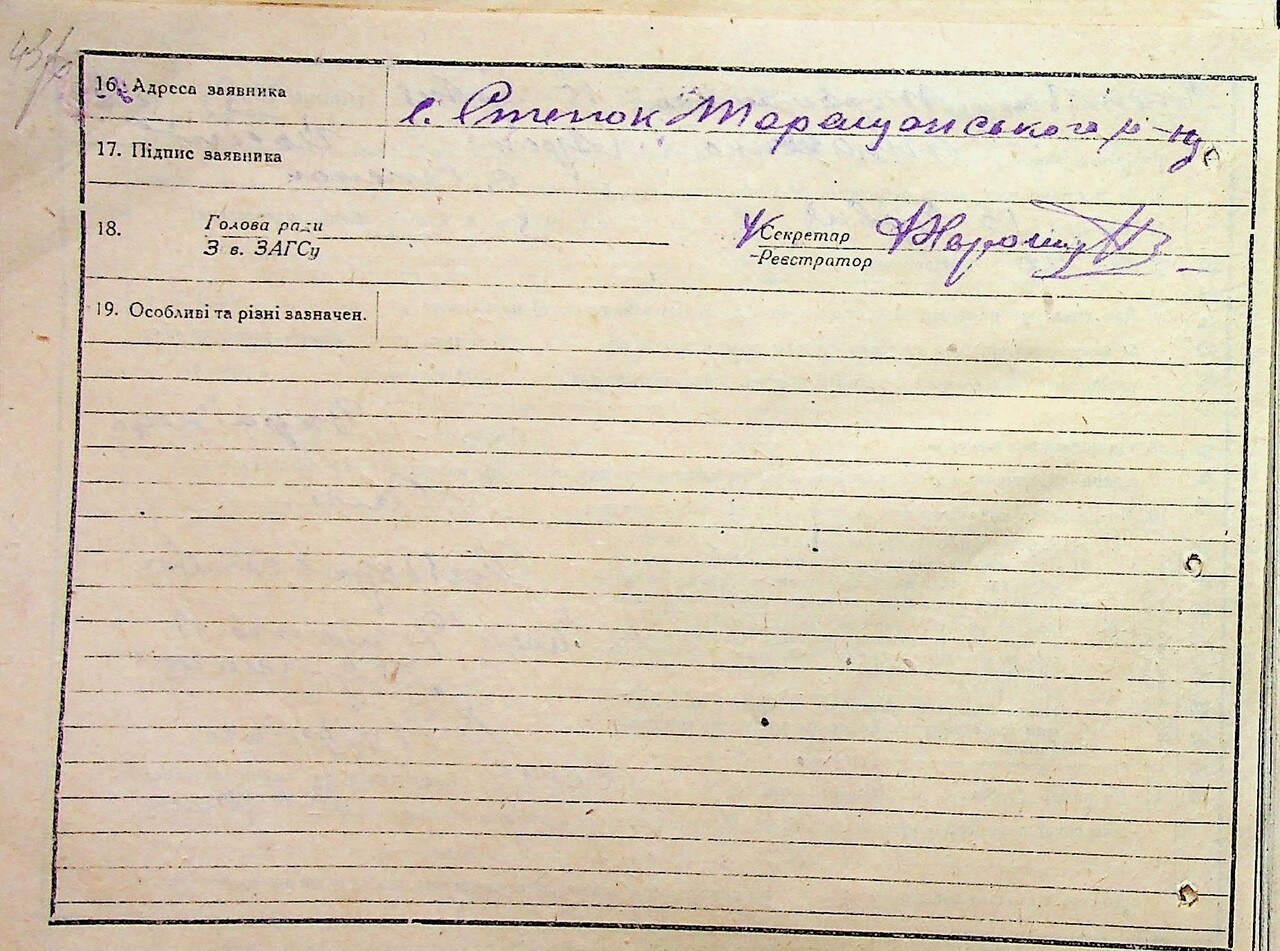 16. Адреса заявника с. Степок Таращанського р-ну
17. Підпис заявника
18. Голова ради Секретар
З в. ЗАГСу Реєстратор
19. Особливі та різні зазначен.